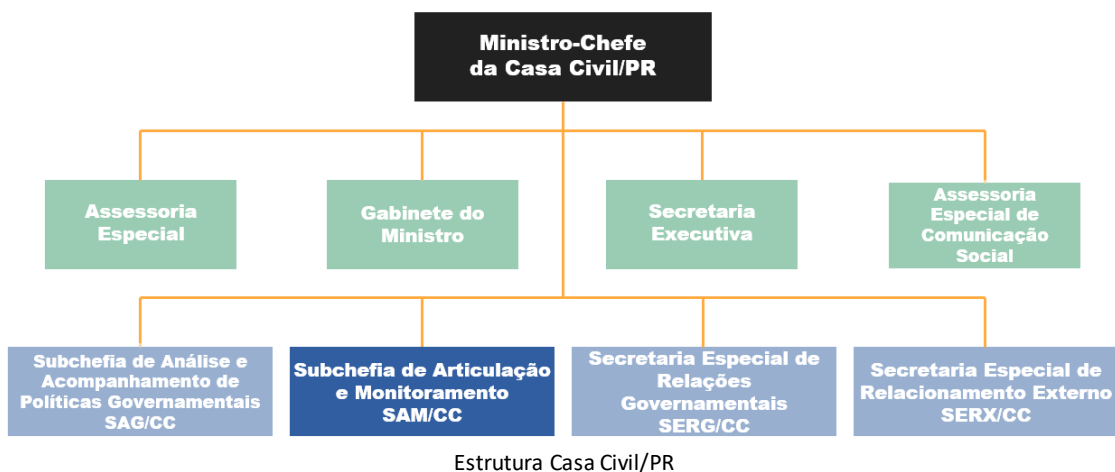 Ministro-Chefe
da Casa Civil/PR
Assessoria
Especial
Gabinete do
Ministro
Secretaria
Executiva
Assessoria
Especial de
Comunicação
Social
Subchefia de Análise e
Acompanhamento de
Políticas Governamentais
SAG/CC
Subchefia de Articulação
e Monitoramento
SAM/CC
Secretaria Especial de
Relações
Governamentais
SERG/CC
Secretaria Especial de
Relacionamento Externo
SERX/CC
Estrutura Casa Civil/PR